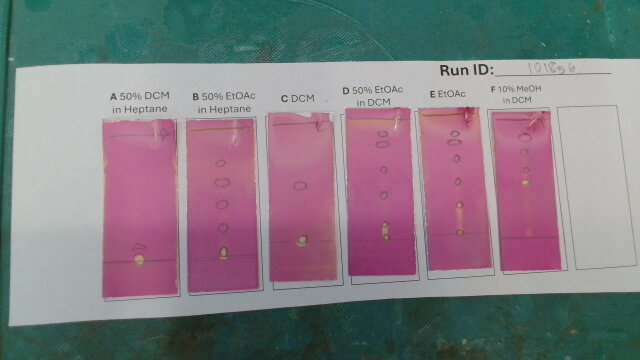 Run ID: 101856
A 50% DCM
in Heptane
B 50% EtOAc
in Heptane
C DCM
D 50% EtOAc
in DCM
E EtOAc
F 10% MeOH
in DCM